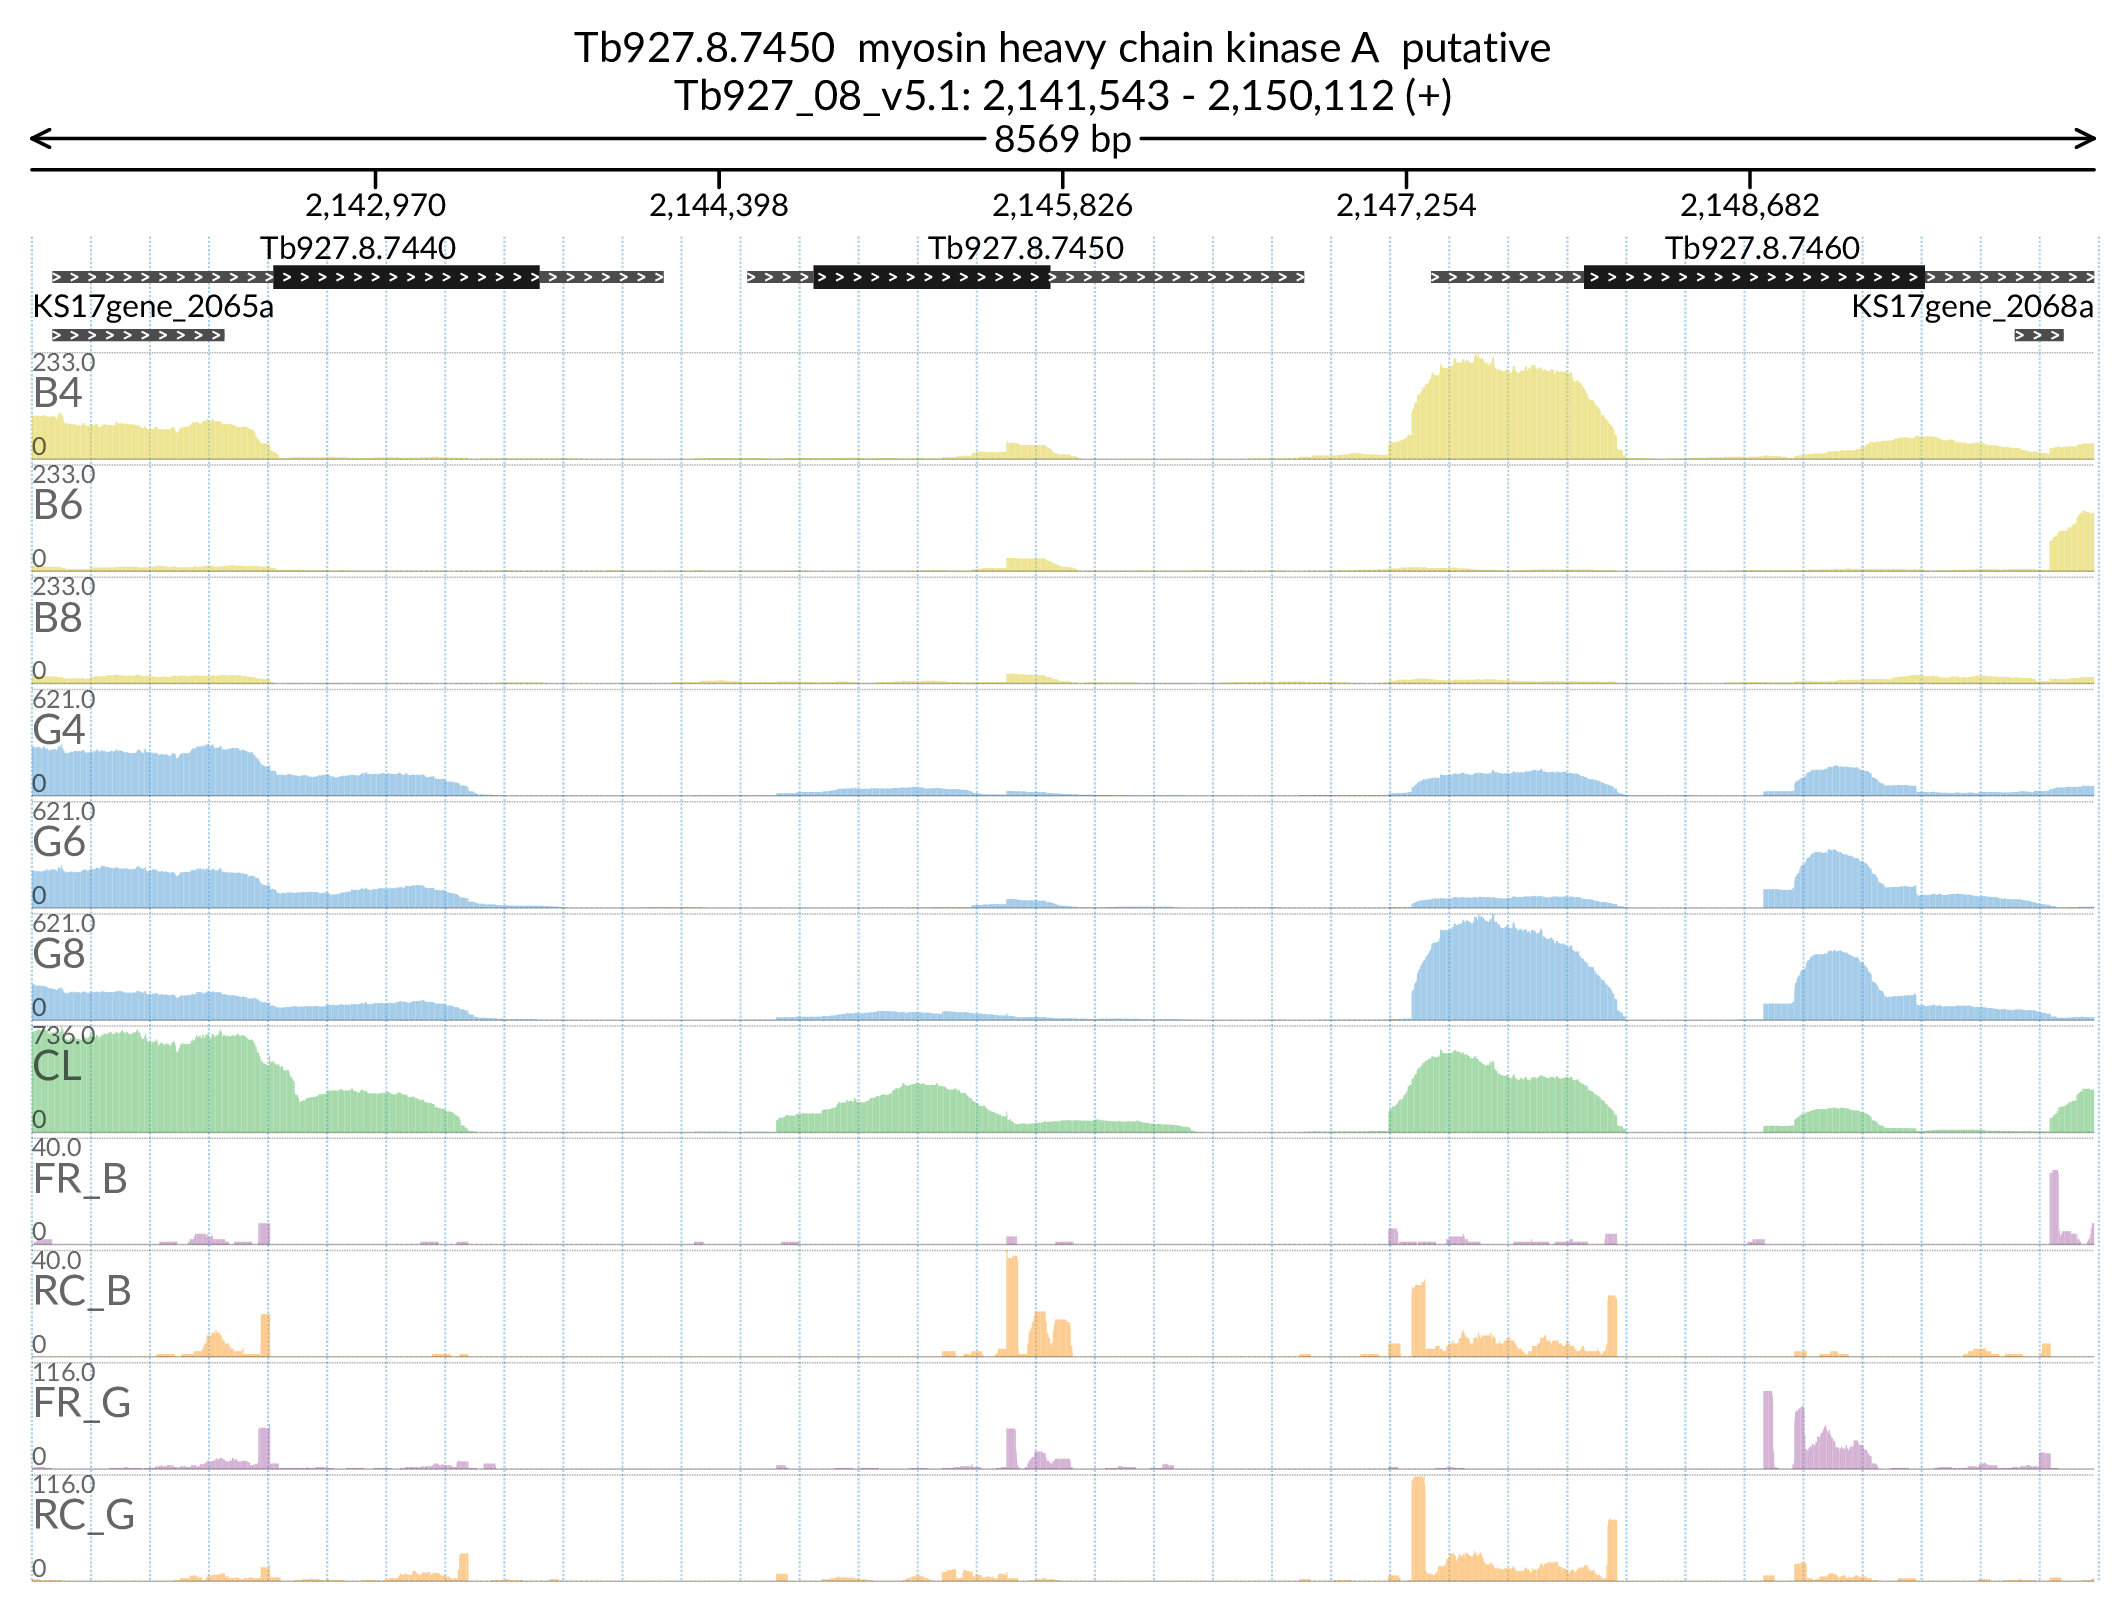 Tb927.8.7450 myosin heavy chain kinase A putative
Tb927_08_v5.1: 2,141,543 - 2,150,112 (+)
8569 bp
2,142,970 2,144,398 2,145,826 2,147,254 2,148,682
Tb927.8.7440 Tb927.8.7450 Tb927.8.7460
KS17gene_2065a KS17gene_2068a
233.0
B4
0
233.0
B6
0
233.0
B8
0
621.0
G4
0
621.0
G6
0
621.0
G8
0
736.0
CL
0
40.0
FR_B
0
40.0
RC_B
0
116.0
FR_G
0
116.0
RC_G
0